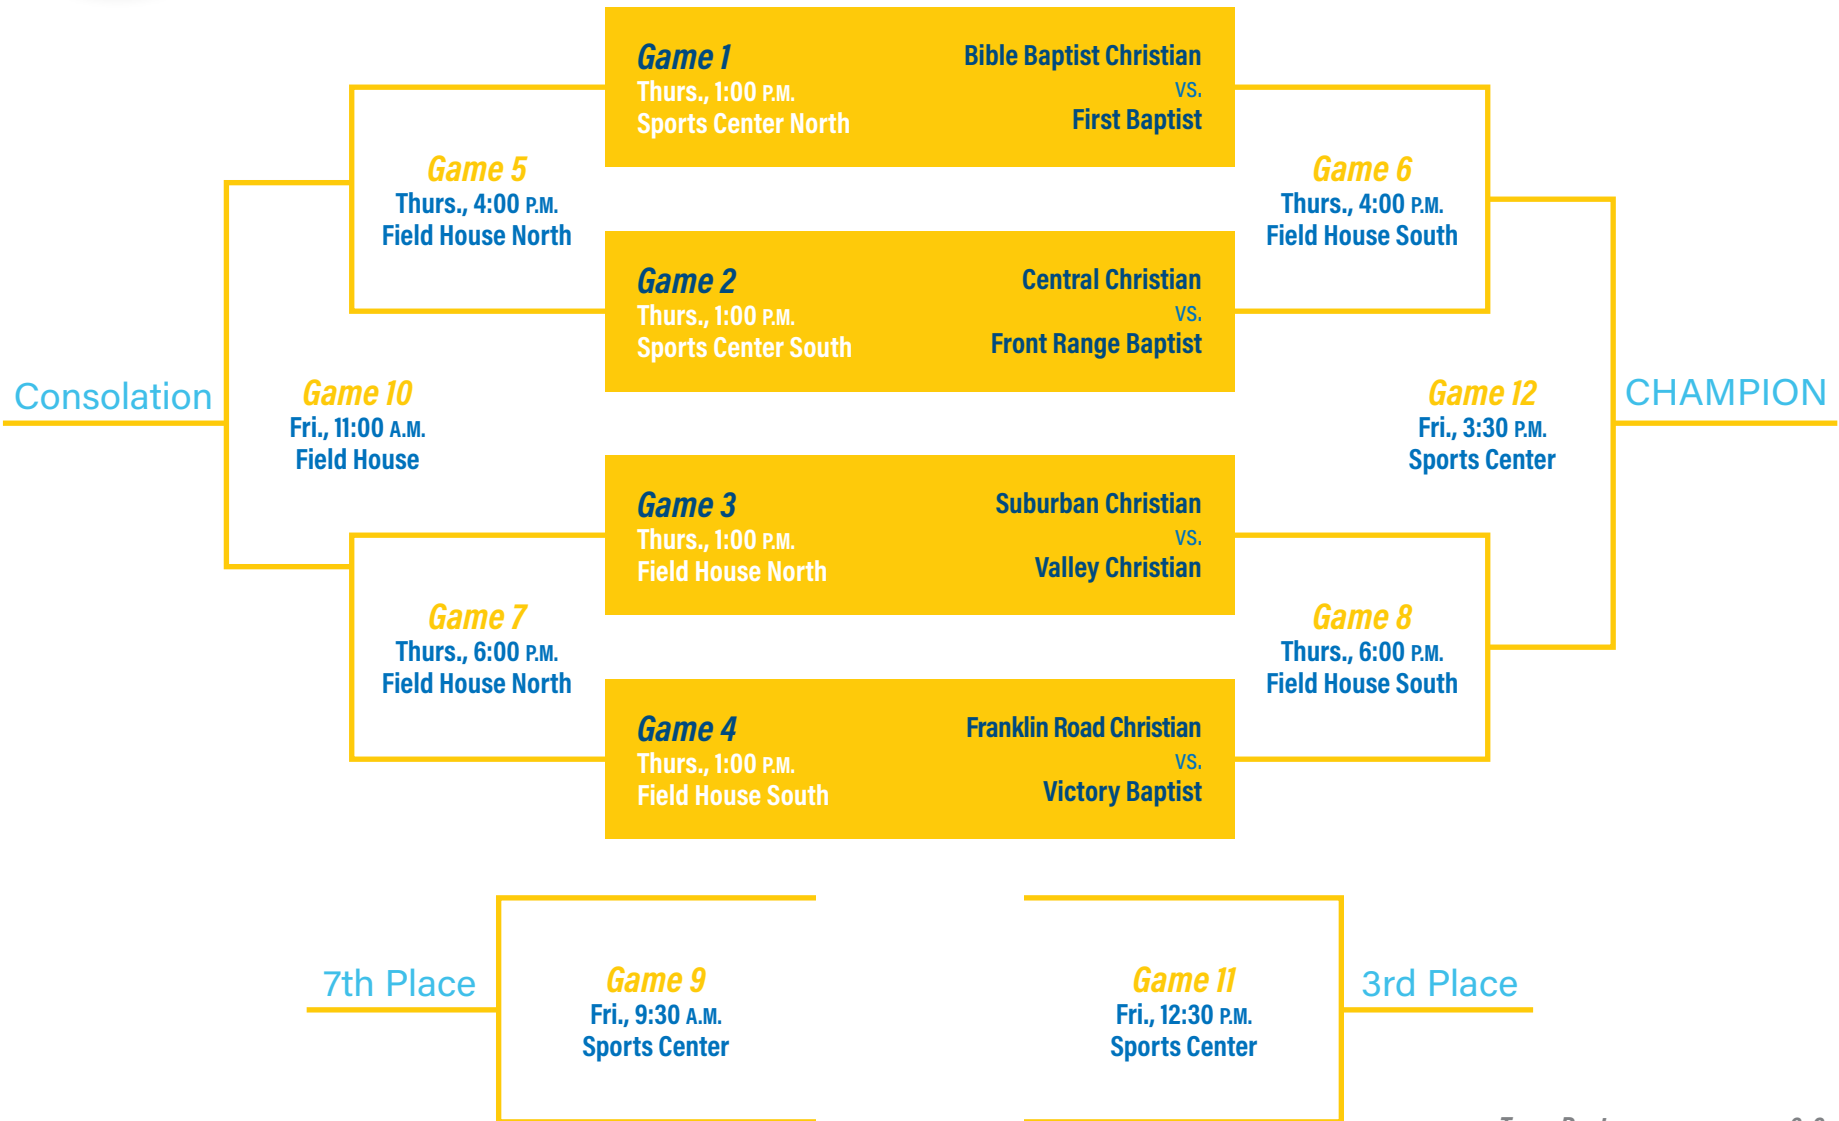 Game 1
Thurs., 1:00 P.M.
Sports Center North
Bible Baptist Christian
VS.
First Baptist
Game 5
Thurs., 4:00 P.M.
Field House North
Game 6
Thurs., 4:00 P.M.
Field House South
Game 2
Thurs., 1:00 P.M.
Sports Center South
Central Christian
VS.
Front Range Baptist
Consolation
Game 10
Fri., 11:00 A.M.
Field House
Game 12
Fri., 3:30 P.M.
Sports Center
CHAMPION
Game 3
Thurs., 1:00 P.M.
Field House North
Suburban Christian
VS.
Valley Christian
Game 7
Thurs., 6:00 P.M.
Field House North
Game 8
Thurs., 6:00 P.M.
Field House South
Game 4
Thurs., 1:00 P.M.
Field House South
Franklin Road Christian
VS.
Victory Baptist
7th Place
Game 9
Fri., 9:30 A.M.
Sports Center
Game 11
Fri., 12:30 P.M.
Sports Center
3rd Place